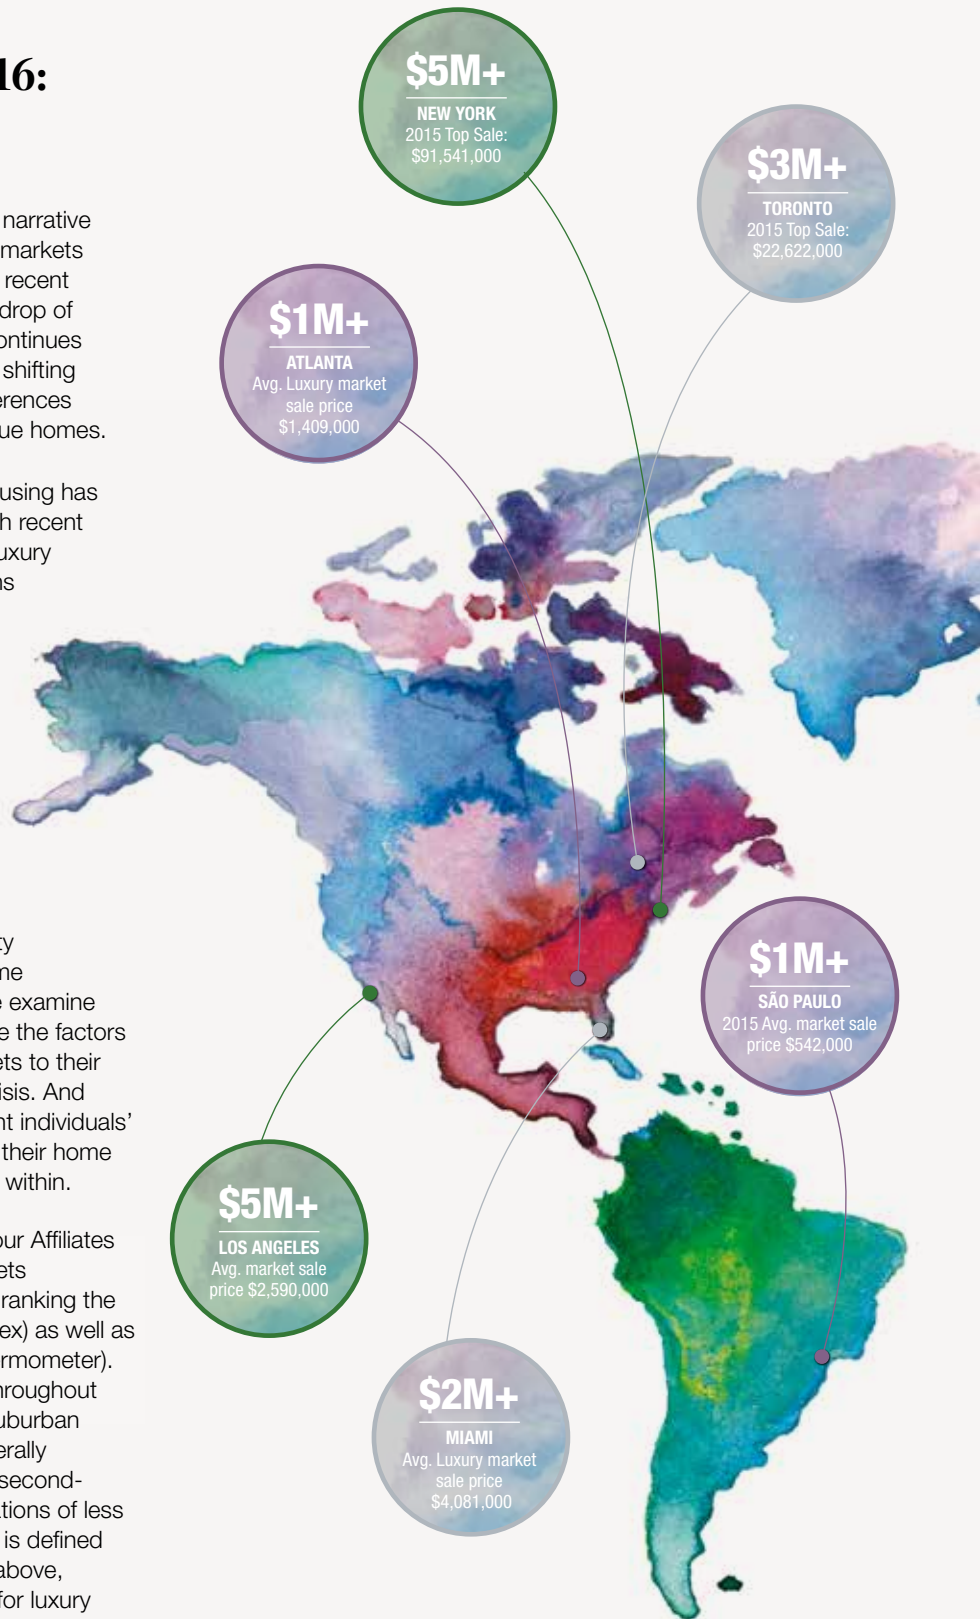 16:
narrative
markets
recent
drop of
ontinues
shifting
erences
ue homes.
using has
h recent
uxury
ns
ty
me
e examine
e the factors
ets to their
isis. And
nt individuals’
their home
within.
our Affiliates
ets
ranking the
ex) as well as
rmometer).
hroughout
uburban
erally
second-
tions of less
is defined
above,
for luxury
$5M+
NEW YORK
2015 Top Sale:
$91,541,000
$3M+
TORONTO
2015 Top Sale:
$22,622,000
$1M+
ATLANTA
Avg. Luxury market
sale price
$1,409,000
$1M+
SÃO PAULO
2015 Avg. market sale
price $542,000
$5M+
LOS ANGELES
Avg. market sale
price $2,590,000
$2M+
MIAMI
Avg. Luxury market
sale price
$4,081,000